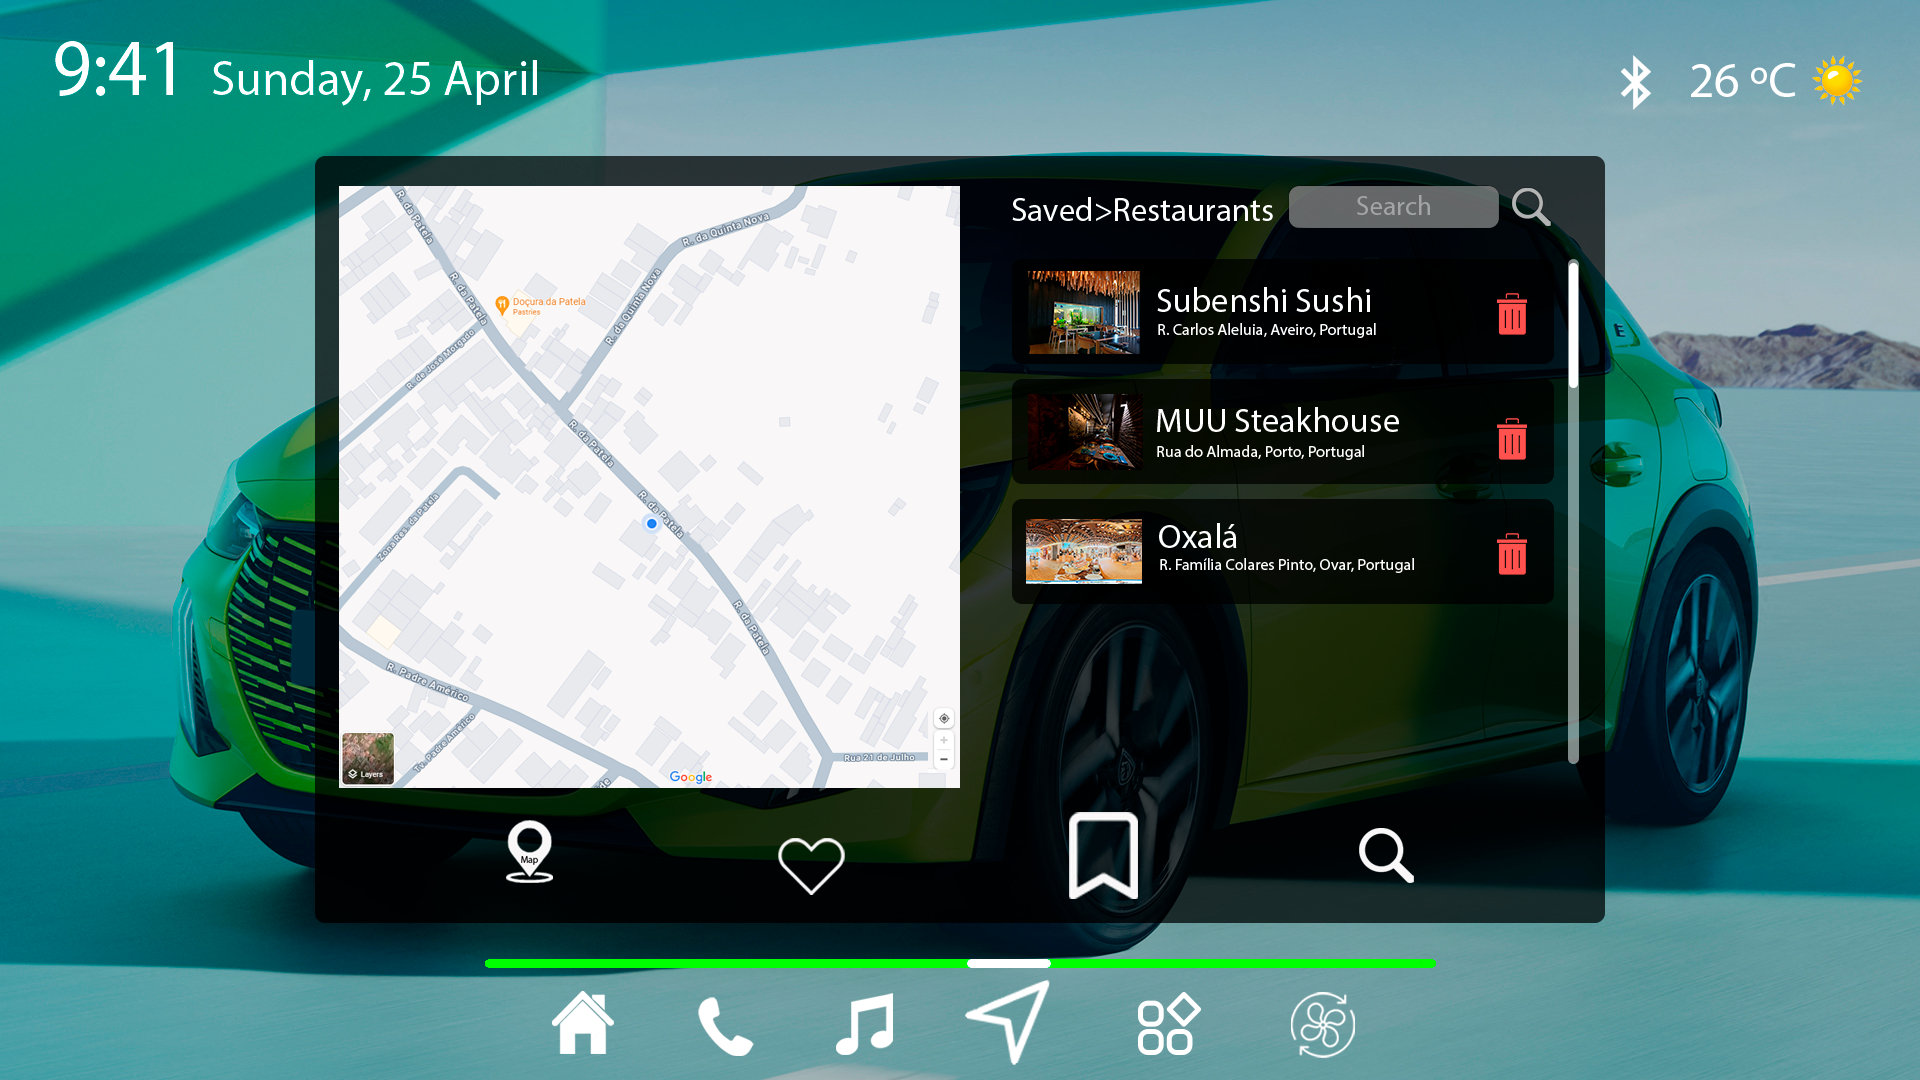 9:41 Sunday, 25 April
26 ºC
Saved>Restaurants
Search
Subenshi Sushi
R. Carlos Aleluia, Aveiro, Portugal
MUU Steakhouse
Rua do Almada, Porto, Portugal
Oxalá
R. Família Colares Pinto, Ovar, Portugal
R. da Patela
R. da Quinta Nova
R. da Patela
R. da Quinta Nova
Doçura da Patela
Pastries
R. de José Morgado
R. da Patela
R. da Patela
Zona Res. da Patela
R. da Patela
R. Padre Américo
Tv. Padre Américo
Rua 21 de Julho
Layers
Google
Map
E